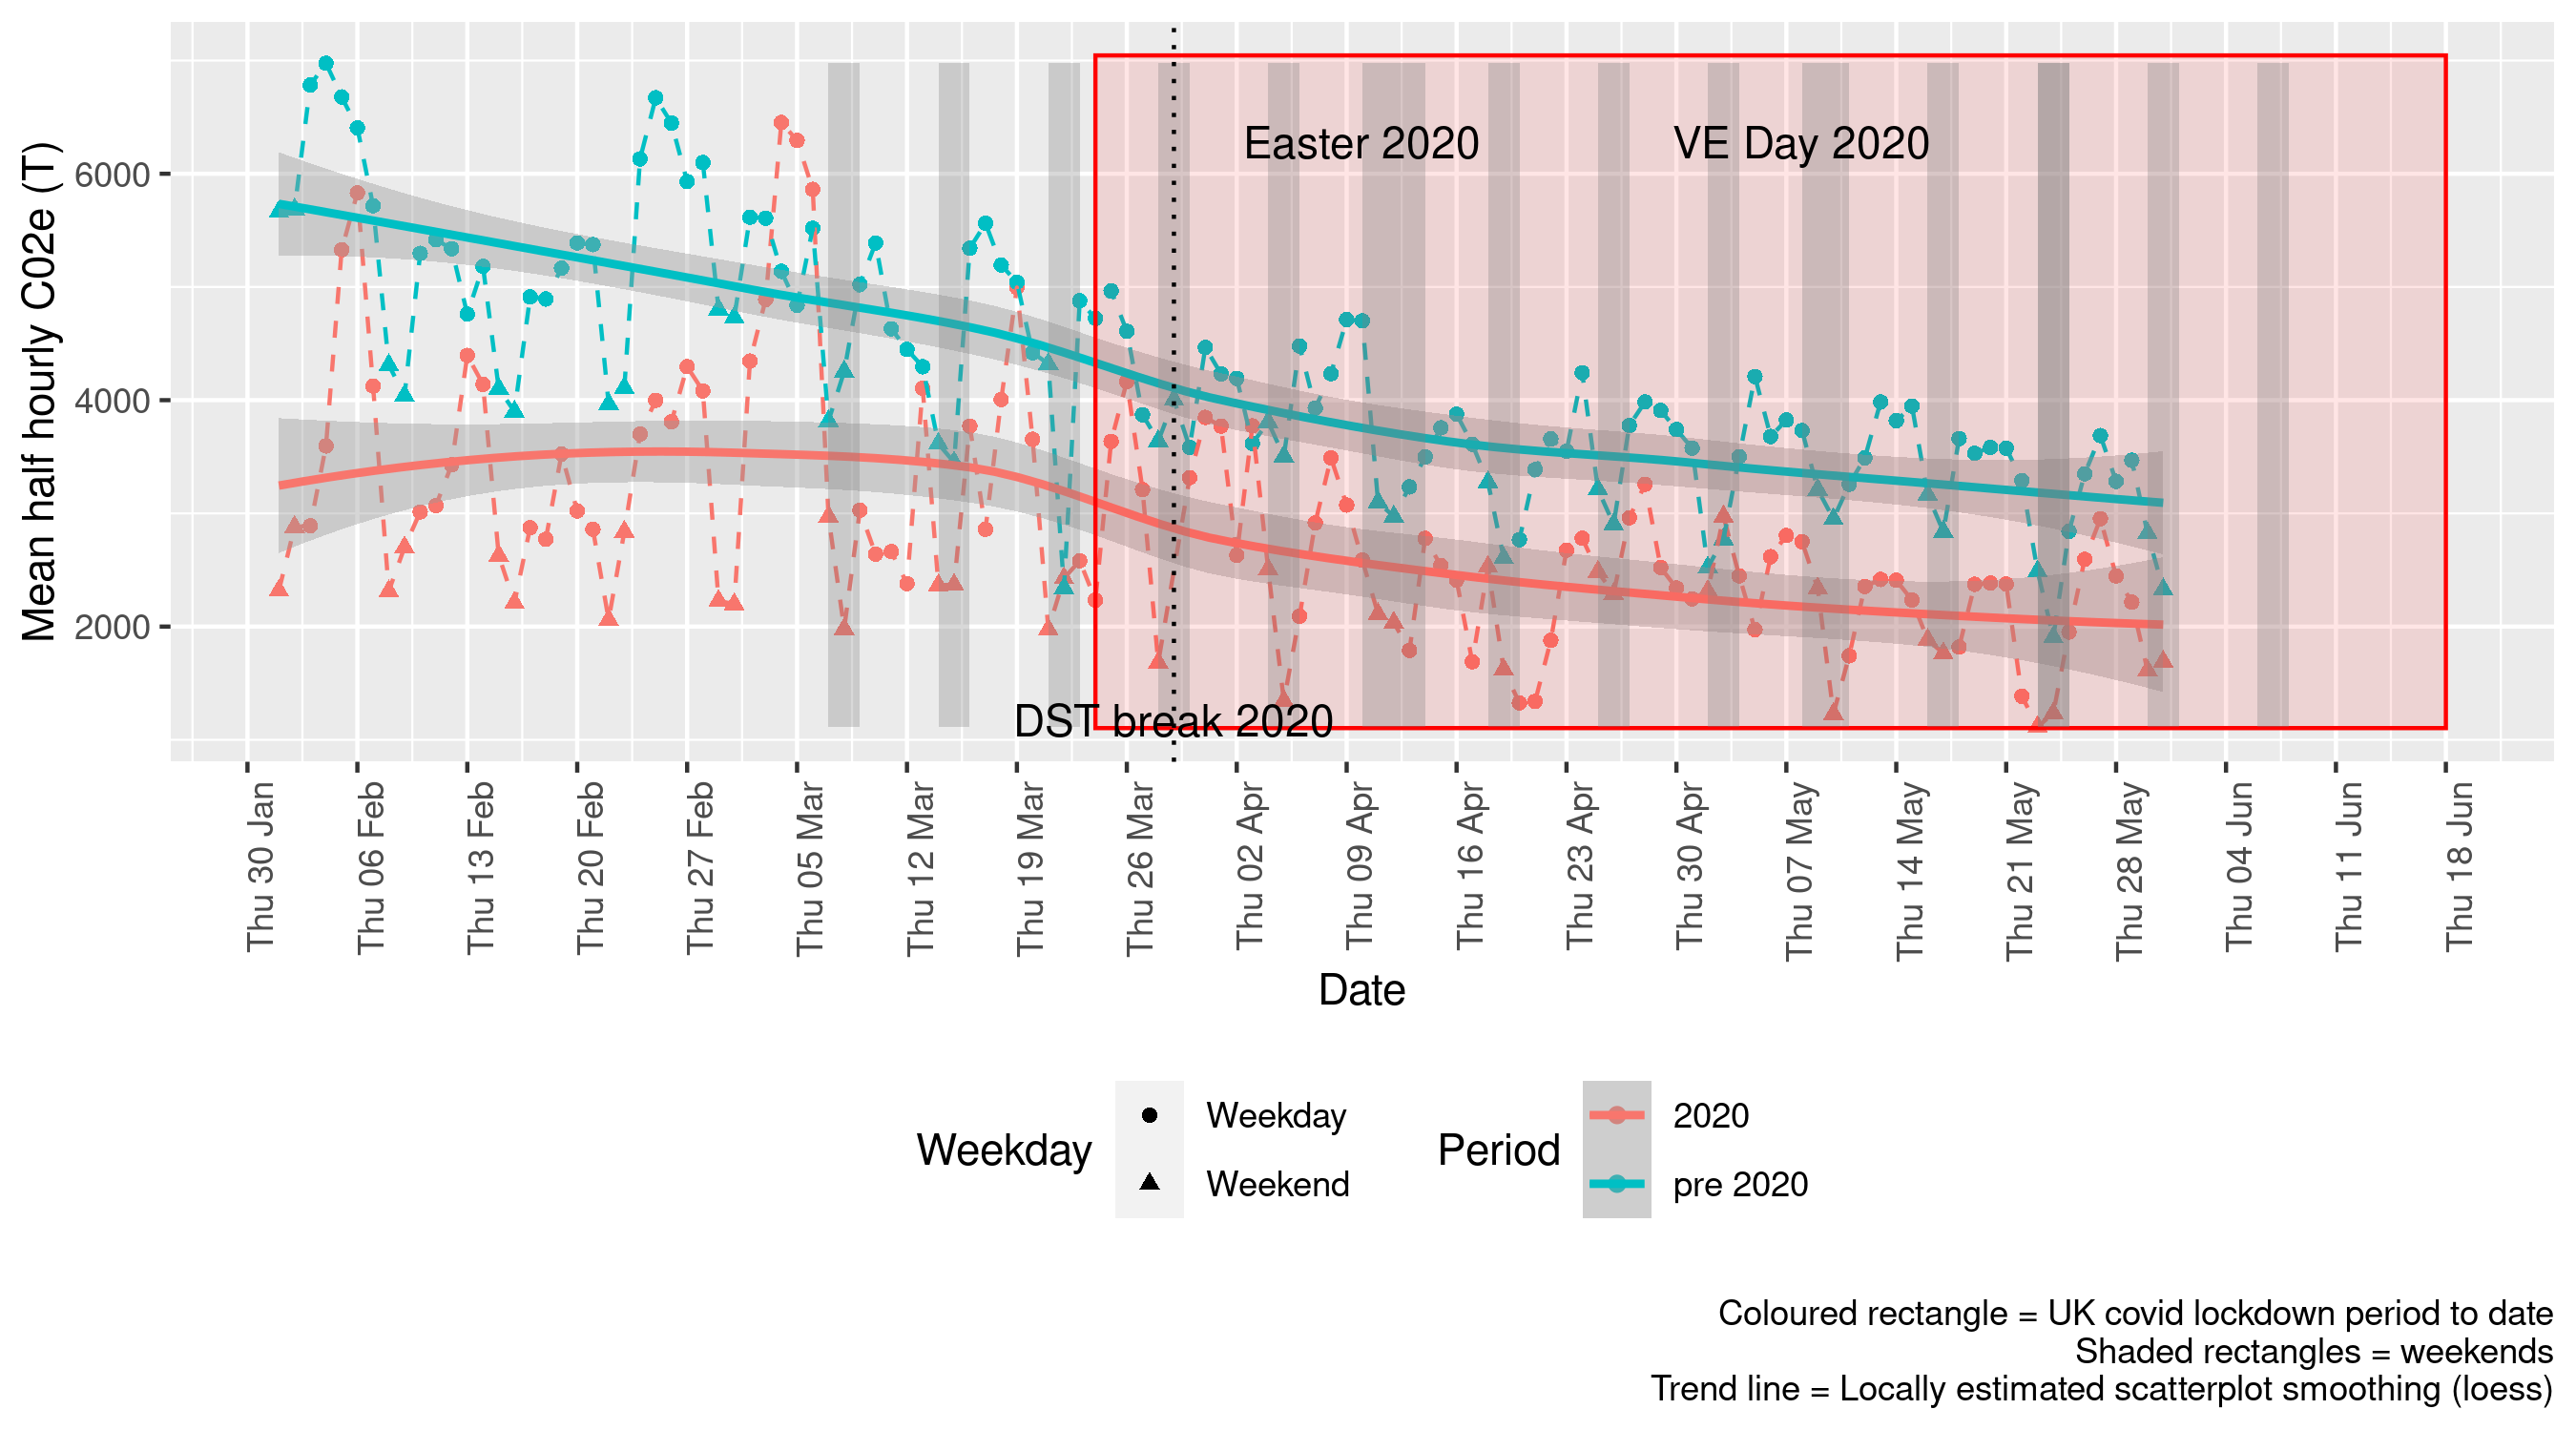 Mean half hourly C02e (T)
6000
4000
2000
Easter 2020
VE Day 2020
DST break 2020
Thu 30 Jan
Thu 06 Feb
Thu 13 Feb
Thu 20 Feb
Thu 27 Feb
Thu 05 Mar
Thu 12 Mar
Thu 19 Mar
Thu 26 Mar
Thu 02 Apr
Thu 09 Apr
Thu 16 Apr
Thu 23 Apr
Thu 30 Apr
Thu 07 May
Thu 14 May
Thu 21 May
Thu 28 May
Thu 04 Jun
Thu 11 Jun
Thu 18 Jun
Date
Weekday
Weekday
Weekend
Period
2020
pre 2020
Coloured rectangle = UK covid lockdown period to date
Shaded rectangles = weekends
Trend line = Locally estimated scatterplot smoothing (loess)